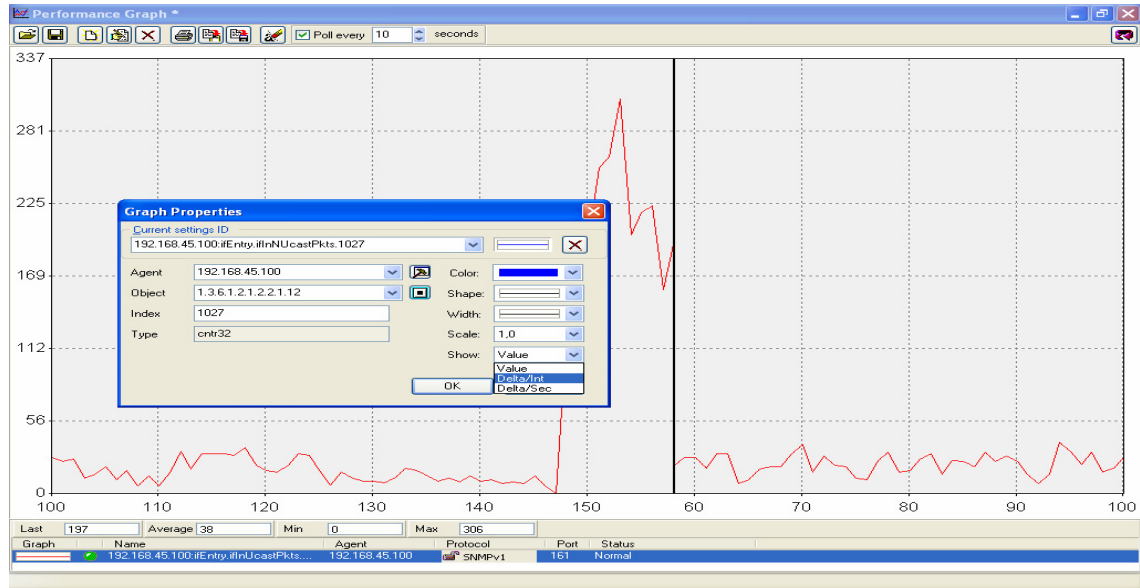 Performance Graph *
Poll every 10 seconds
337
281
225
169
112
56
0
Graph Properties
Current settings ID
192.168.45.100:ifEntry.ifInNUcastPkts.1027
Agent 192.168.45.100 Color:
Object 1.3.6.1.2.1.2.2.1.12 Shape:
Index 1027 Width:
Type cntr32 Scale: 1,0
Show: Value
Value
Delta/Int
Delta/Sec
OK
100 110 120 130 140 150 60 70 80 90 100
Last 197 Average 38 Min 0 Max 306
Graph Name Agent Protocol Port Status
192.168.45.100:ifEntry.ifInUcastPkts.... 192.168.45.100 SNMPv1 161 Normal